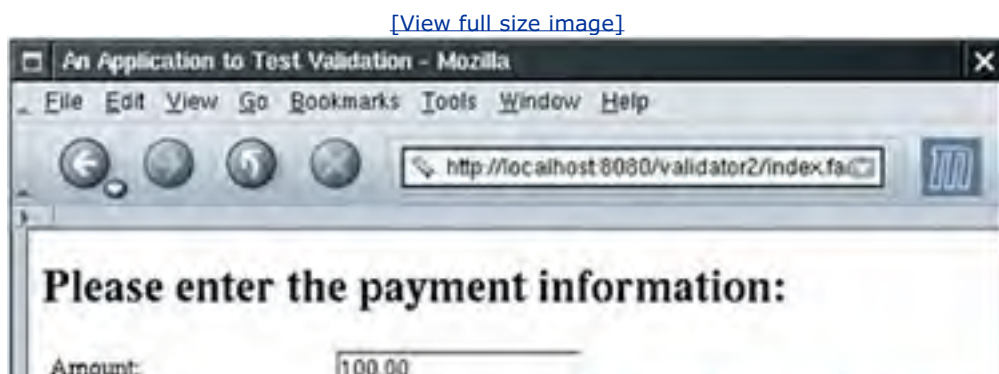 [View full size image]
An Application to Test Validation - Mozilla
File Edit View Go Bookmarks Tools Window Help
http://localhost:8080/validator2/index.fa
Please enter the payment information:
Amount: 100.00